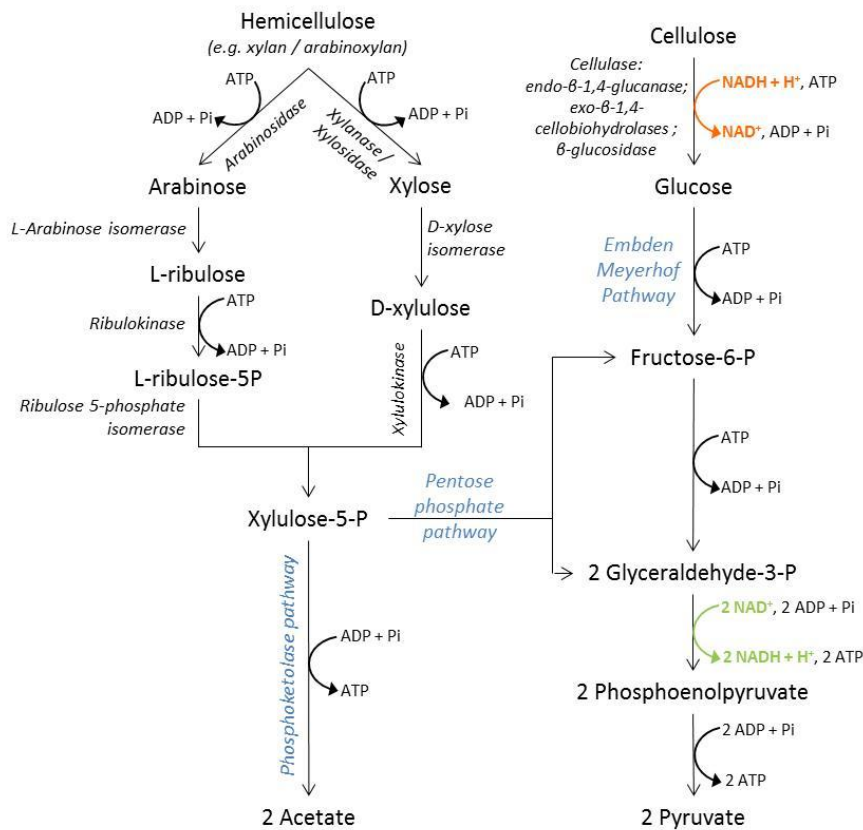 Hemicellulose
(e.g. xylan / arabinoxylan)
ATP
ADP + Pi
Arabinosidase
ATP
ADP + Pi
Xylanase/
Xylosidase
Arabinose
Xylose
L-Arabinose isomerase
D-xylose
isomerase
L-ribulose
D-xylulose
Ribulokinase
ATP
ADP + Pi
Xylulokinase
ATP
ADP + Pi
L-ribulose-5P
Ribulose 5-phosphate
isomerase
Xylulose-5-P
Pentose
phosphate
pathway
Phosphoketolase pathway
ADP + Pi
ATP
2 Acetate
Cellulose
Cellulase:
endo-β-1,4-glucanase;
exo-β-1,4-
cellobiohydrolases ;
β-glucosidase
NADH + H⁺, ATP
NAD⁺, ADP + Pi
Glucose
Embden
Meyerhof
Pathway
ATP
ADP + Pi
Fructose-6-P
ATP
ADP + Pi
2 Glyceraldehyde-3-P
2 NAD⁺, 2 ADP + Pi
2 NADH + H⁺, 2 ATP
2 Phosphoenolpyruvate
2 ADP + Pi
2 ATP
2 Pyruvate